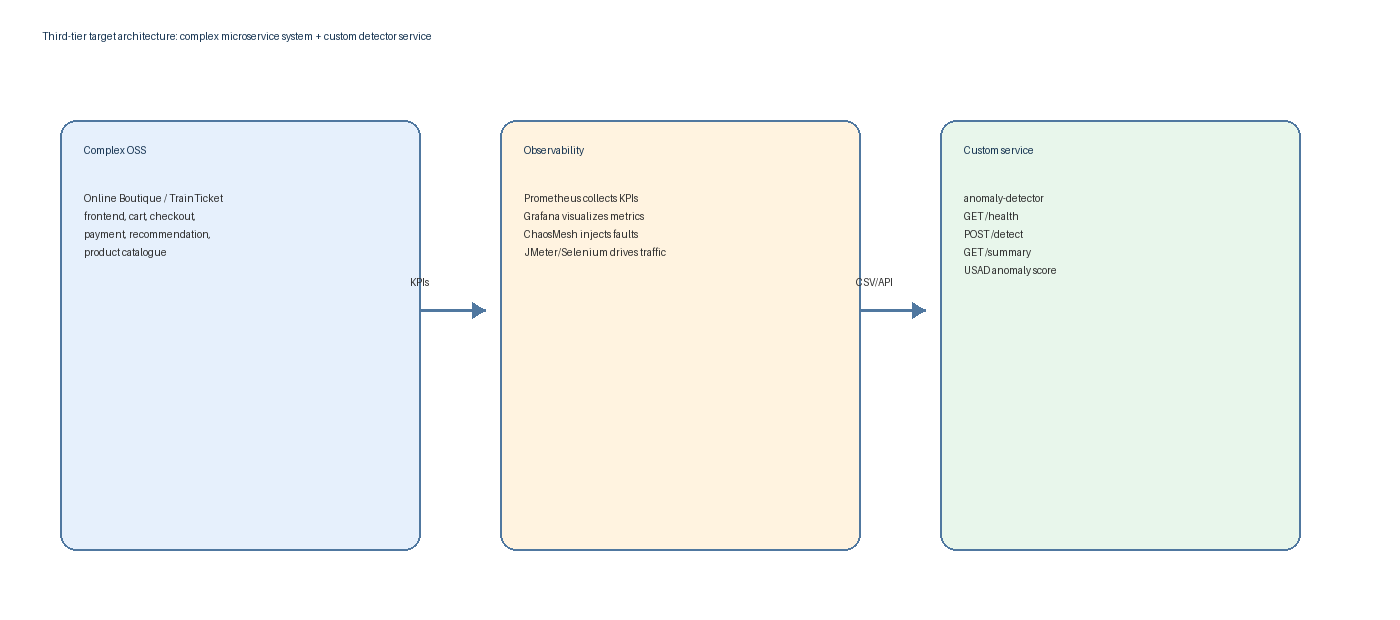 Third-tier target architecture: complex microservice system + custom detector service
Complex OSS
Online Boutique / TrainTicket
frontend, cart, checkout,
payment, recommendation,
product catalogue
KPIs
Observability
Prometheus collects KPIs
Grafana visualizes metrics
ChaosMesh injects faults
JMeter/Selenium drives traffic
CSV/API
Custom service
anomaly-detector
GET /health
POST /detect
GET /summary
USAD anomaly score